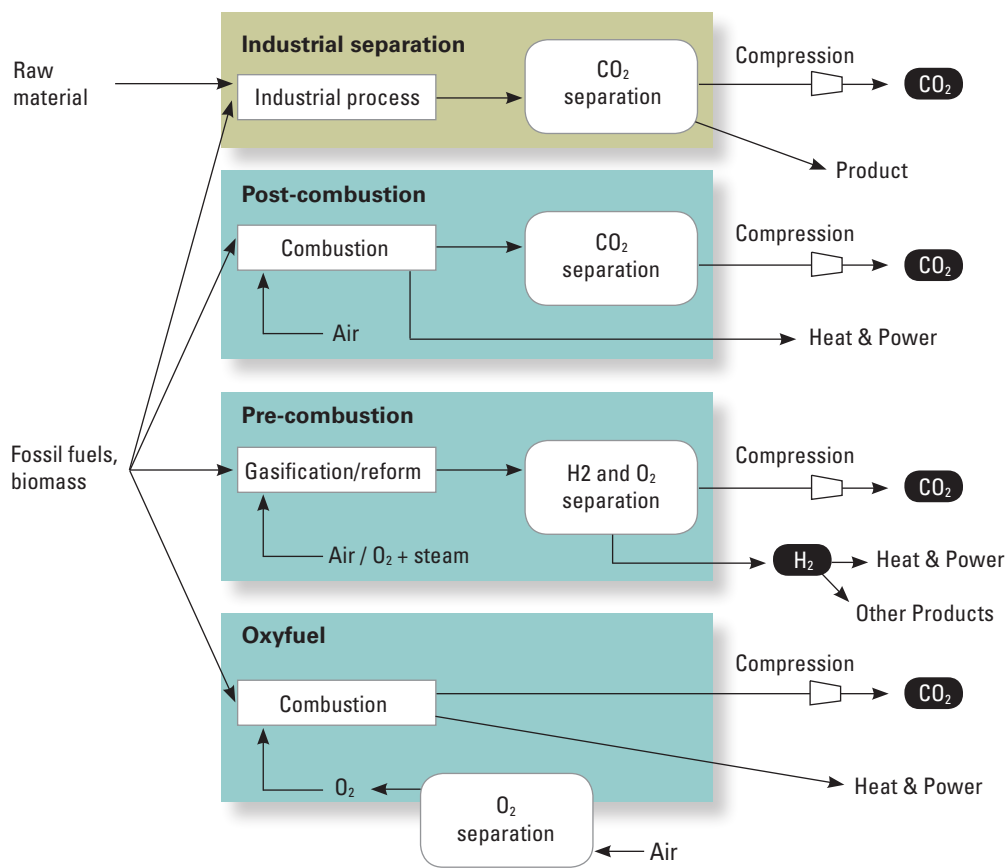 Industrial separation
Raw
material
Industrial process
CO₂
separation
Compression
CO₂
Product
Post-combustion
Combustion
CO₂
separation
Compression
CO₂
Air
Heat & Power
Fossil fuels,
biomass
Pre-combustion
Gasification/reform
H2 and O₂
separation
Compression
CO₂
Air / O₂ + steam
H₂
Heat & Power
Other Products
Oxyfuel
Combustion
Compression
CO₂
O₂
O₂
separation
Air
Heat & Power